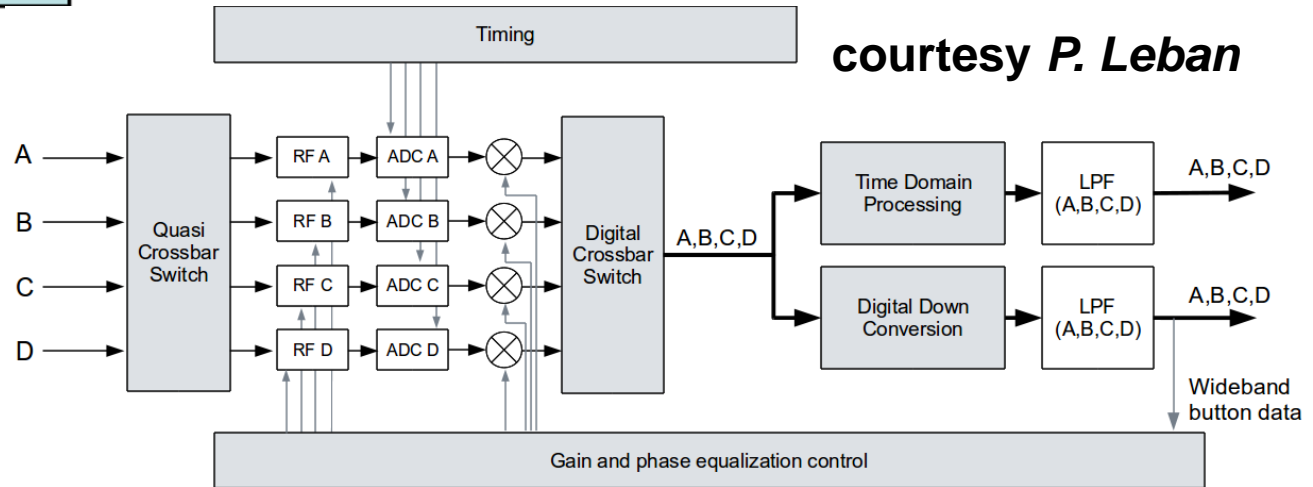 Timing
courtesy P. Leban
A
B
C
D
Quasi
Crossbar
Switch
RF A
RF B
RF C
RF D
ADC A
ADC B
ADC C
ADC D
Digital
Crossbar
Switch
A,B,C,D
Time Domain
Processing
LPF
(A,B,C,D)
A,B,C,D
Digital Down
Conversion
LPF
(A,B,C,D)
A,B,C,D
Wideband
button data
Gain and phase equalization control